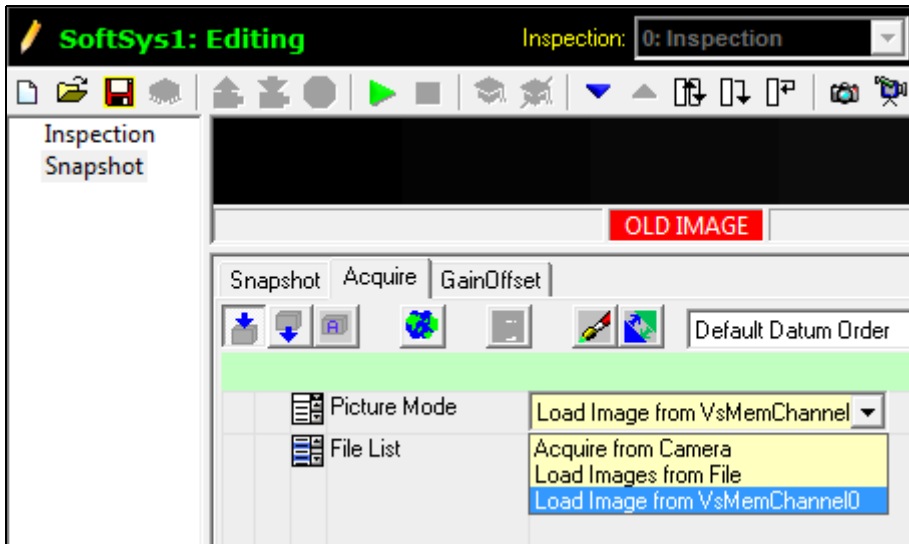 SoftSys1: Editing
Inspection: 0: Inspection
Inspection
Snapshot
OLD IMAGE
Snapshot Acquire GainOffset
A Default Datum Order
Picture Mode Load Image from VsMemChannel
File List Acquire from Camera
Load Images from File
Load Image from VsMemChannel0